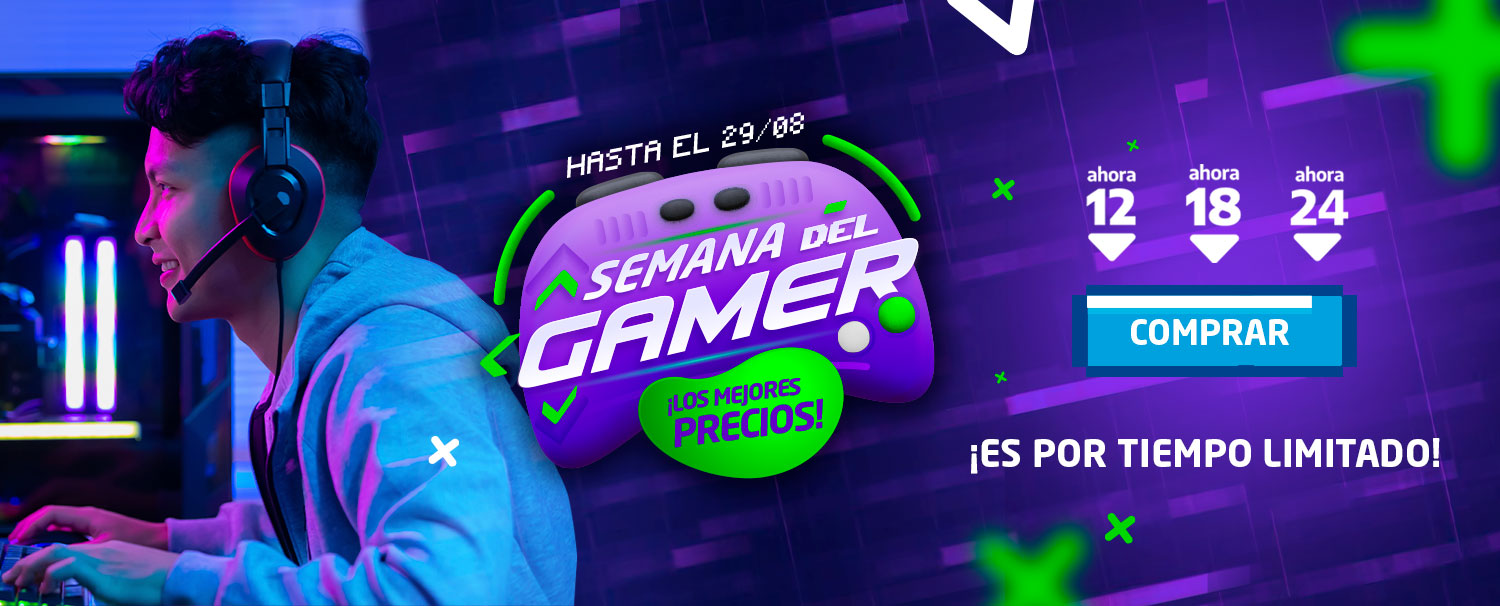 HASTA EL 29/08
SEMANA DEL
GAMER
¡LOS MEJORES
PRECIOS!
ahora
12
ahora
18
ahora
24
COMPRAR
¡ES POR TIEMPO LIMITADO!